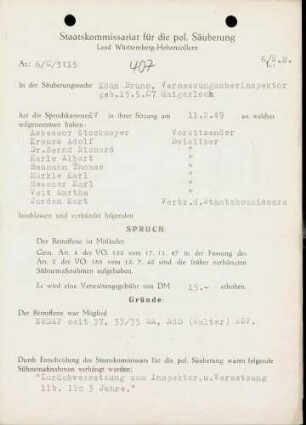 Staatskommissariat für die pol. Säuberung
Land Württemberg-Hohenzollern
Az: 6/V/3115
407
In der Säuberungssache Kühn Bruno, Vermessungsoberinspektor
geb.15.5.07 Haigerloch
hat die Spruchkammer IV in ihrer Sitzung am 11.2.49 an welcher
teilgenommen haben:
Assessor Stockmayer Vorsitzender
Krause Adolf Beisitzer
Dr.Bernd Richard "
Karle Albert "
Baumann Thomas "
Märkle Karl "
Messner Karl "
Veit Martha "
Jordan Kurt Vertr.d.Staatskommissars
beschlossen und verkündet folgenden
SPRUCH
Der Betroffene ist Mitläufer.
Gem. Art. 4 der VO. 133 vom 17. 11. 47 in der Fassung der
Art. 2 der VO. 165 vom 13. 7. 48 sind die früher verhängten
Sühnemaßnahmen aufgehoben.
Es wird eine Verwaltungsgebühr von DM 15.- erhoben.
Gründe:
Der Betroffene war Mitglied
NSDAP seit 37, 33/35 SA, (Walter) NSV.
Durch Entscheidung des Staatskommissars für die pol. Säuberung waren folgende
Sühnemaßnahmen verhängt worden:
"Zurückversetzung zum Inspektor,u.Versetzung
11b, 11c 3 Jahre."